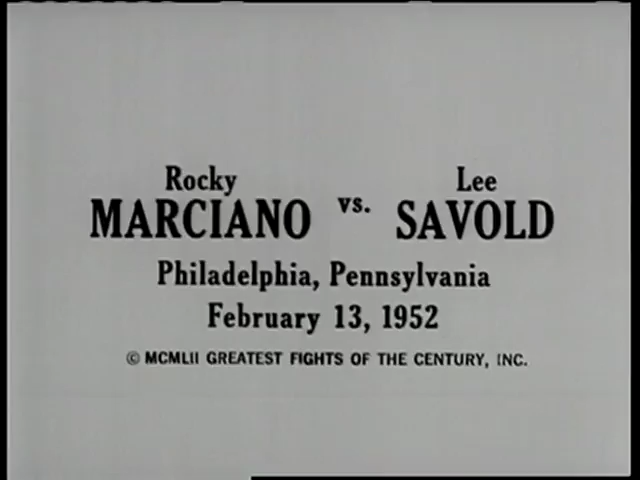 Rocky Lee
MARCIANO vs. SAVOLD
Philadelphia, Pennsylvania
February 13, 1952
© MCMLII GREATEST FIGHTS OF THE CENTURY, INC.